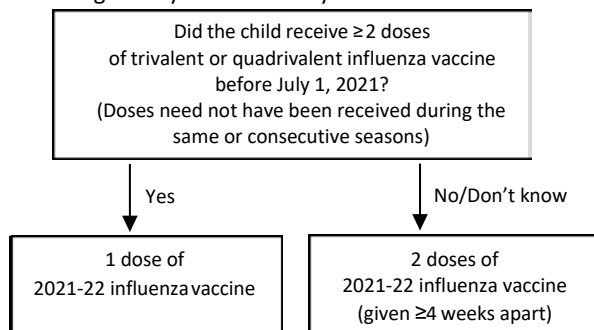 Did the child receive ≥2 doses
of trivalent or quadrivalent influenza vaccine
before July 1, 2021?
(Doses need not have been received during the
same or consecutive seasons)
Yes
No/Don't know
1 dose of
2021-22 influenza vaccine
2 doses of
2021-22 influenza vaccine
(given ≥4 weeks apart)